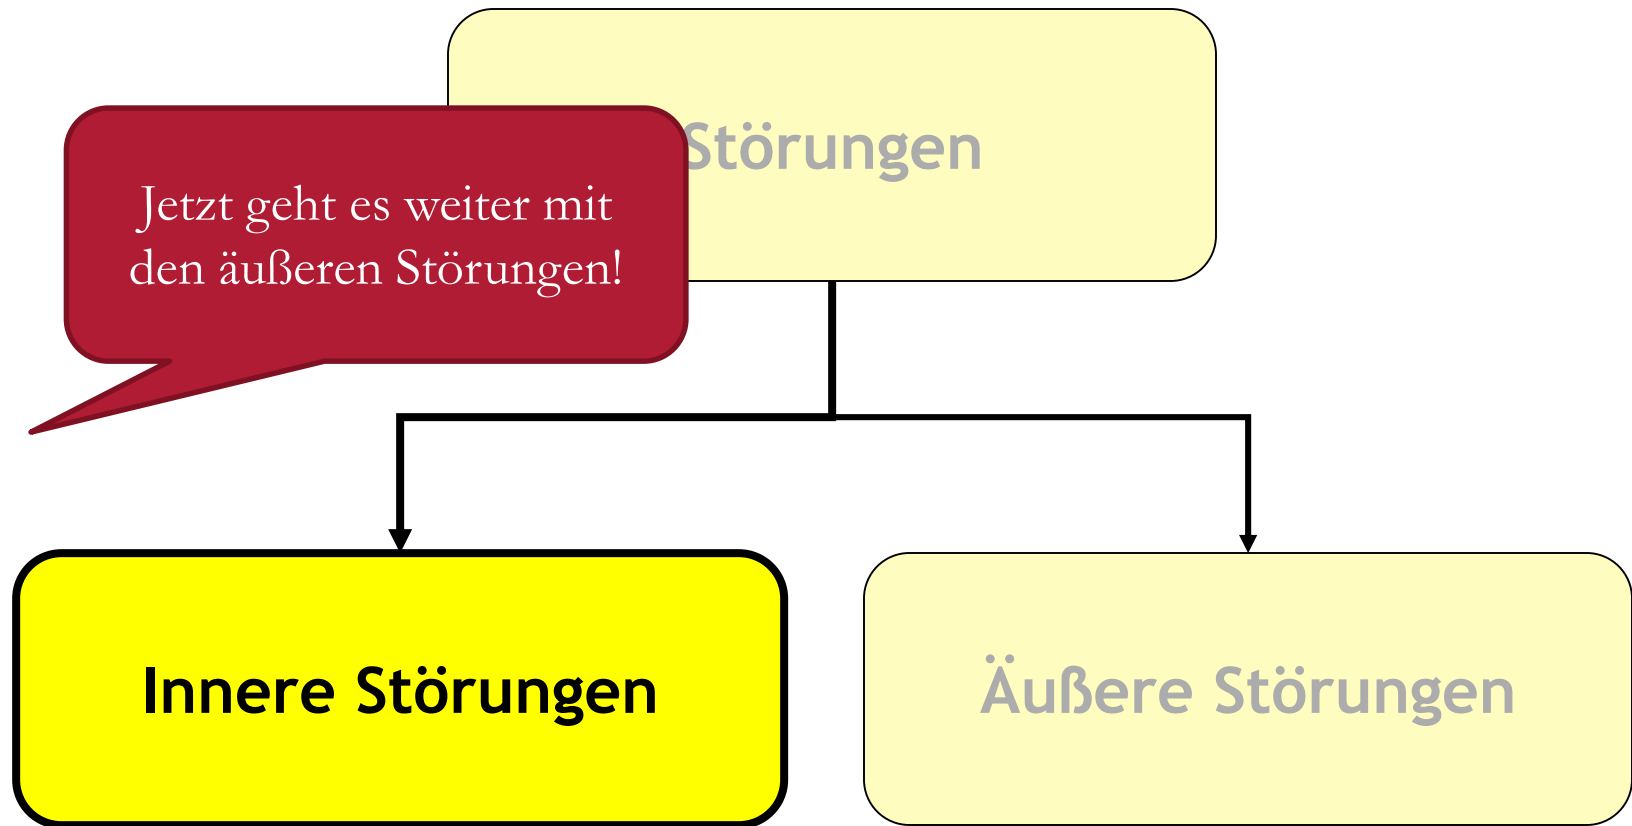 Störungen
Jetzt geht es weiter mit
den äußeren Störungen!
Innere Störungen
Äußere Störungen